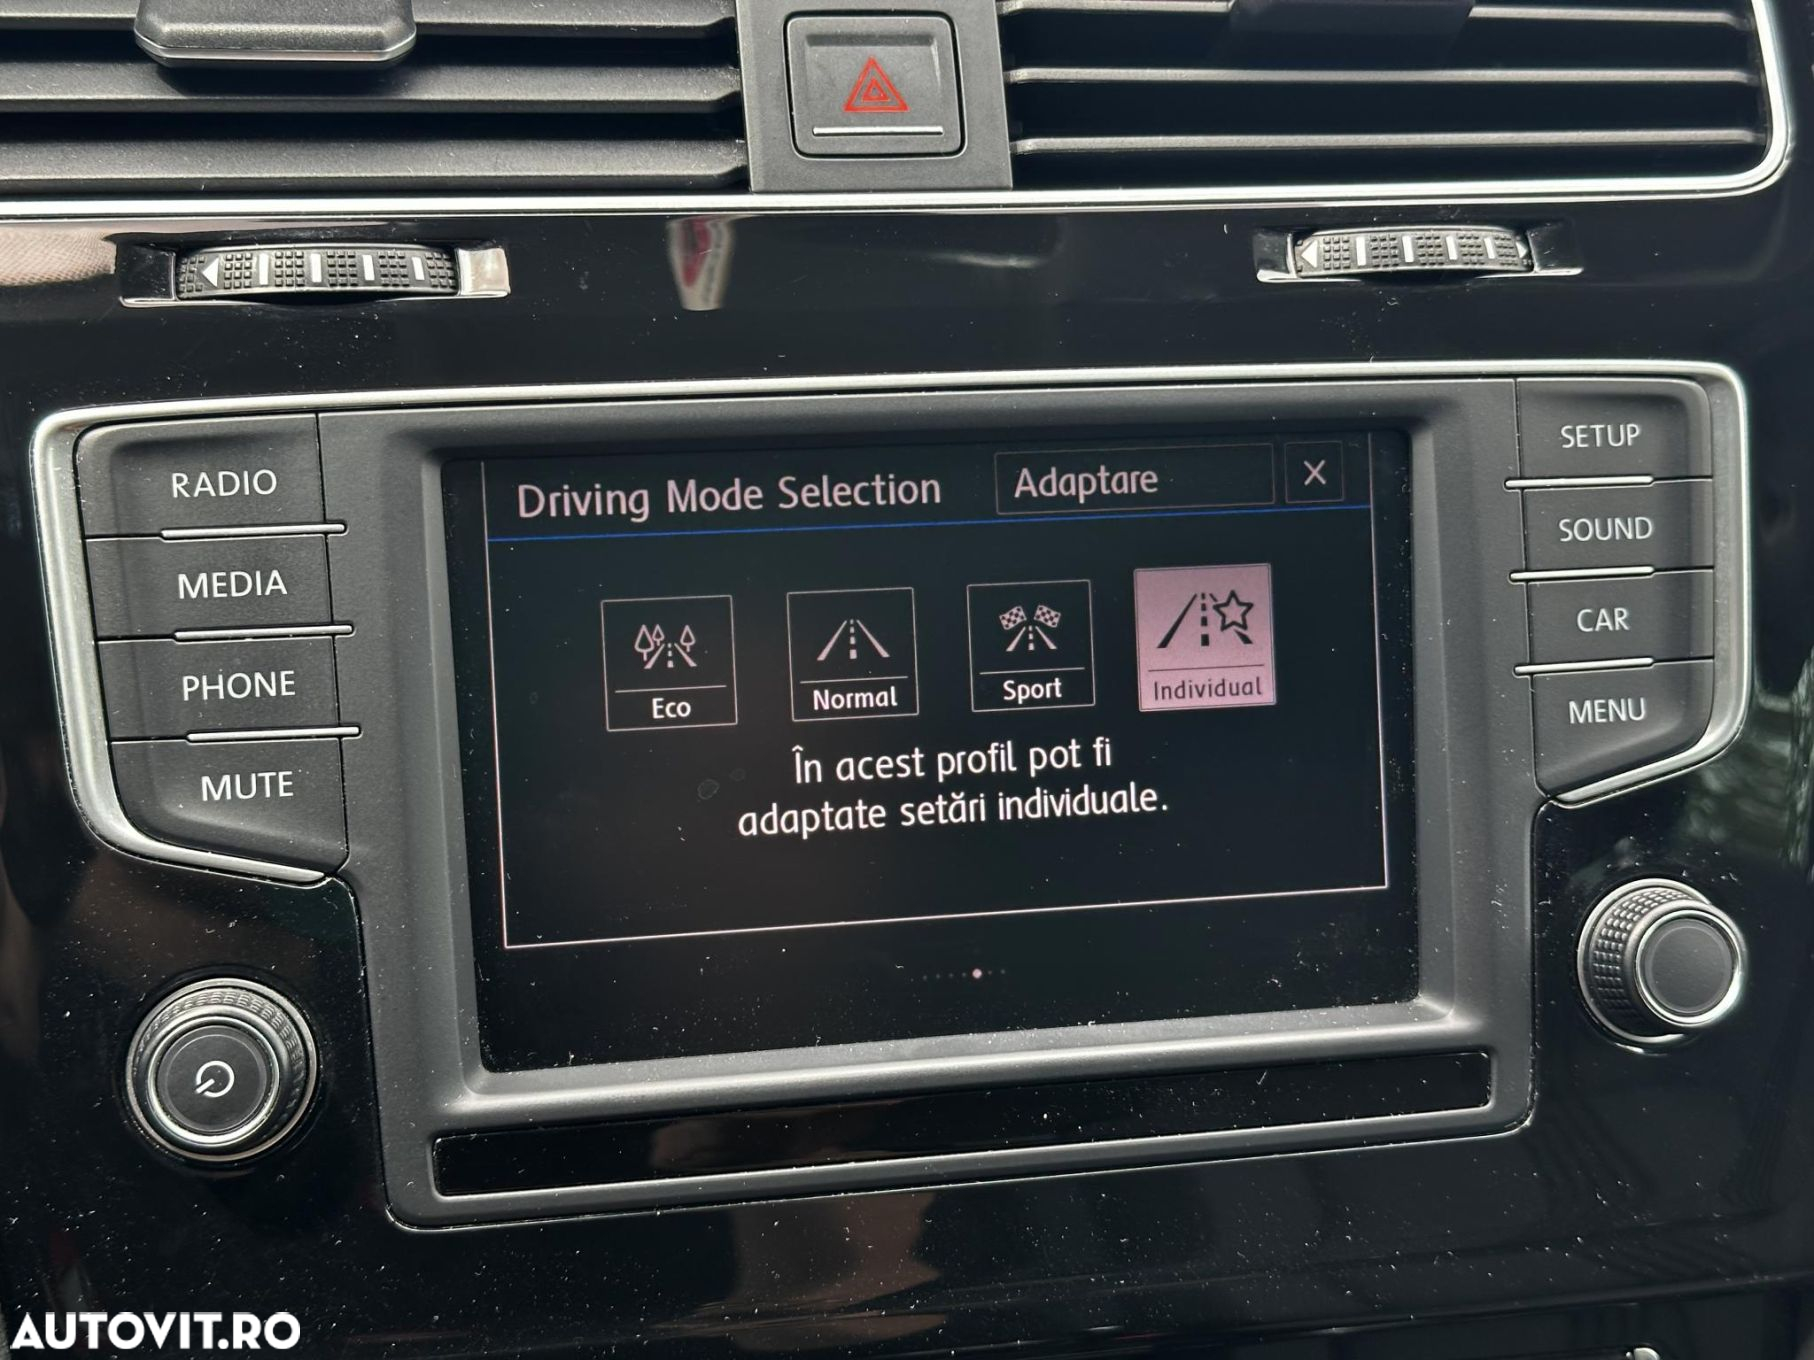 RADIO
MEDIA
PHONE
MUTE
Driving Mode Selection
Adaptare
X
Eco
Normal
Sport
Individual
În acest profil pot fi
adaptate setări individuale.
SETUP
SOUND
CAR
MENU
AUTOVIT.RO